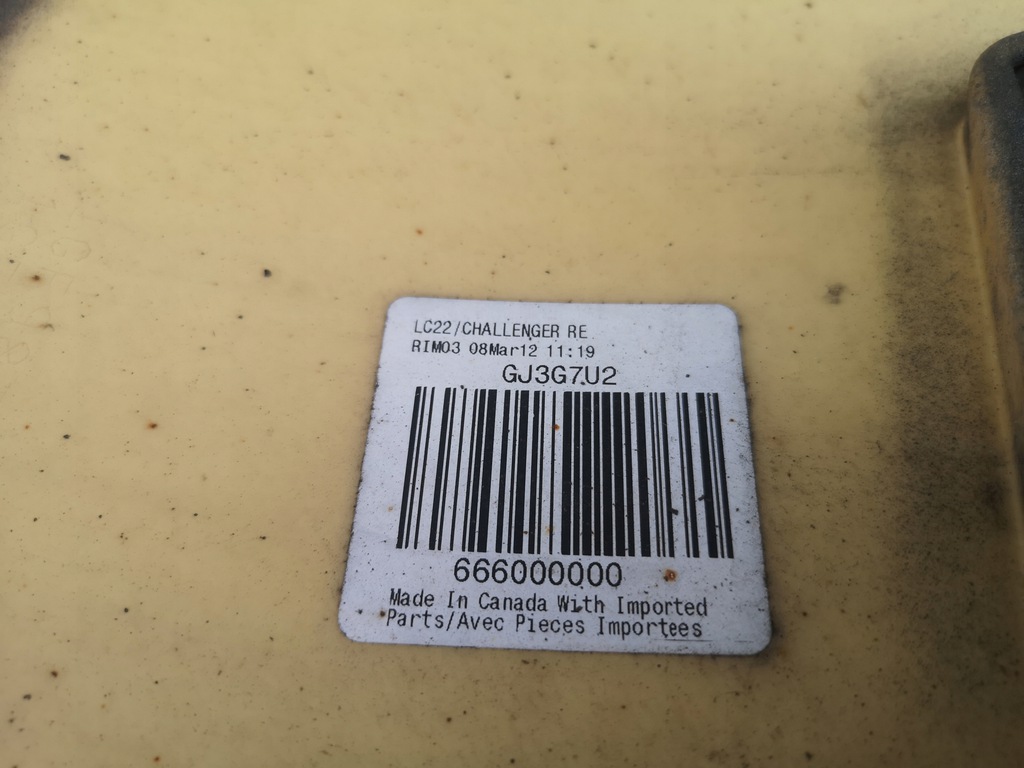 LC22/CHALLENGER RE
RIM03 08Mar12 11:19
GJ3G7U2
666000000
Made In Canada With Imported
Parts/Avec Pieces Importees